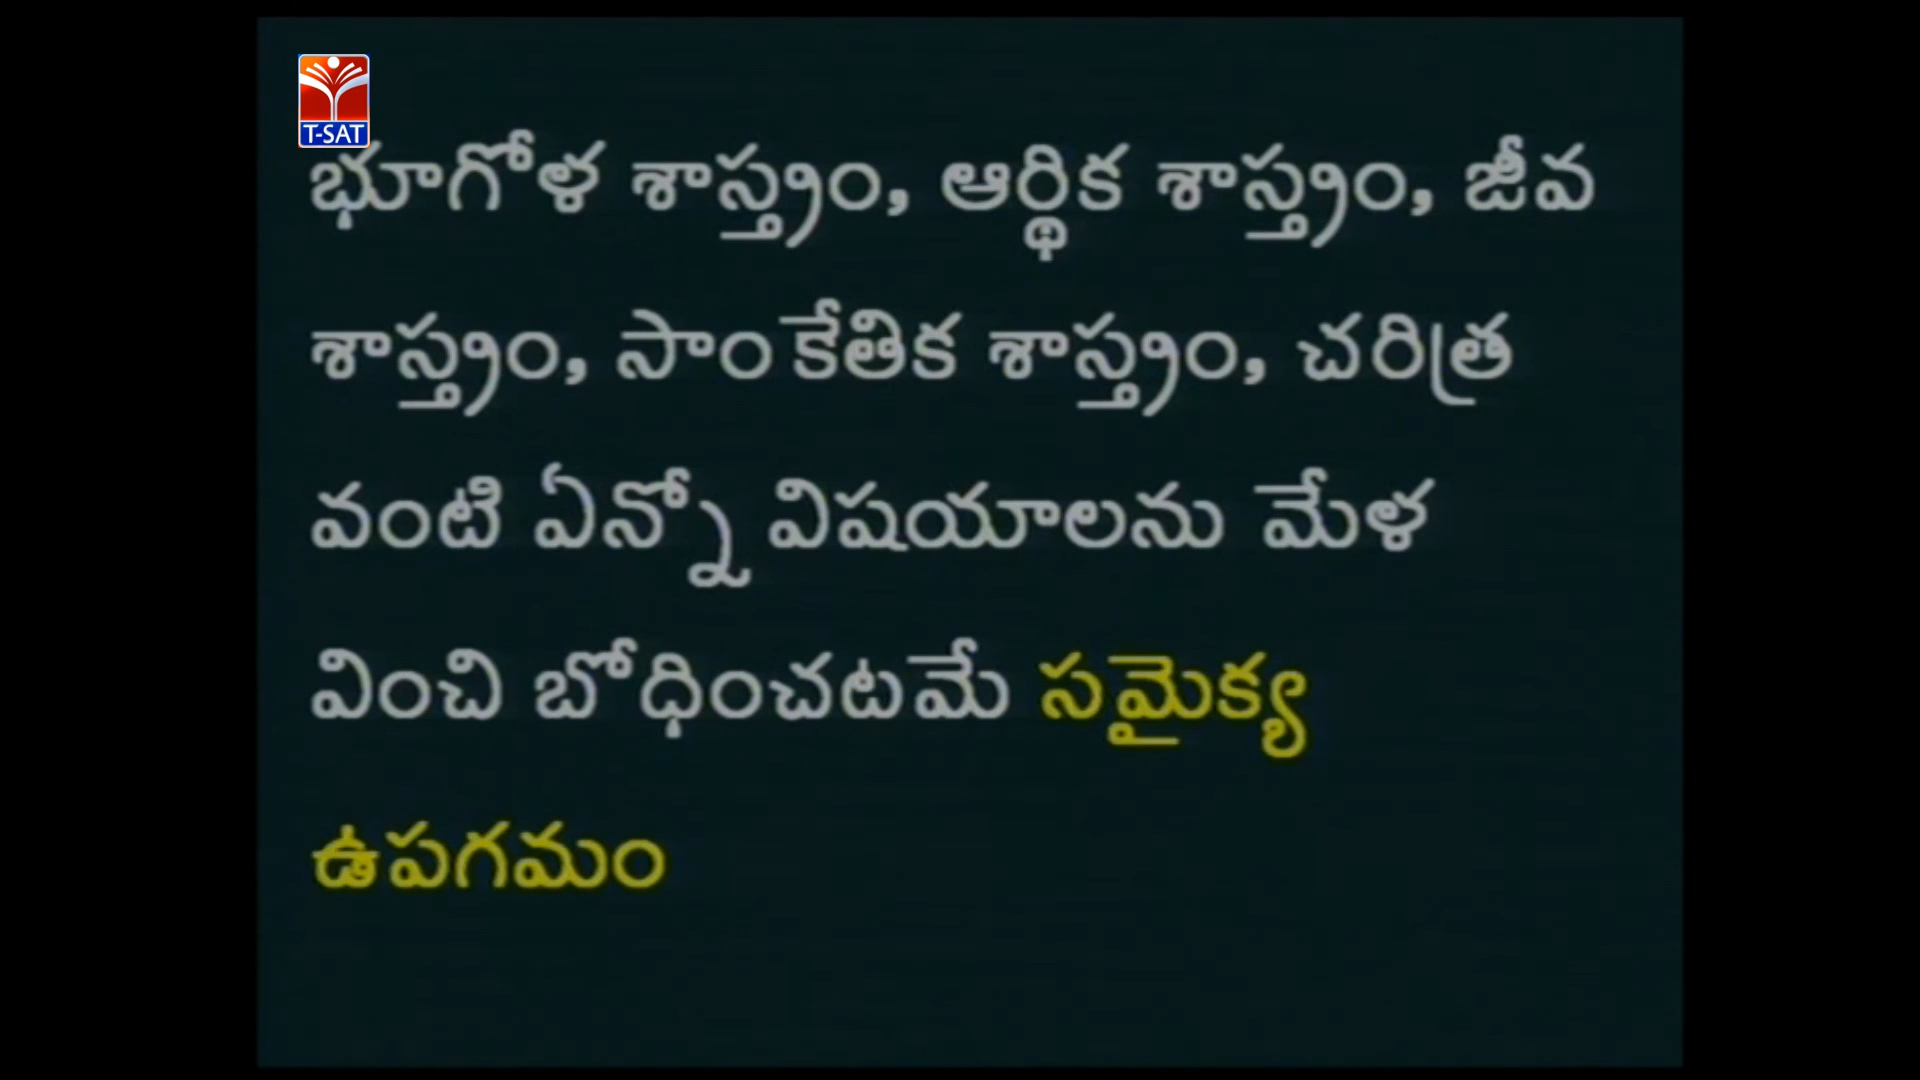 T-SAT
భూగోళ శాస్త్రం, ఆర్థిక శాస్త్రం, జీవ
శాస్త్రం, సాంకేతిక శాస్త్రం, చరిత్ర
వంటి ఏన్నో విషయాలను మేళ
వించి బోధించటమే సమైక్య
ఉపగమం